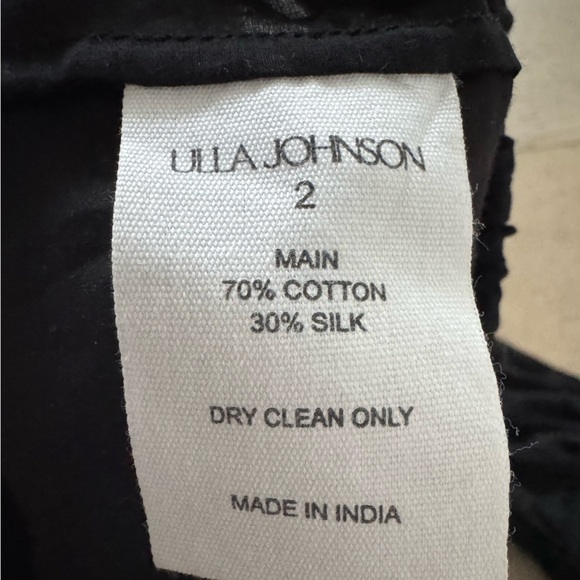 ULLA JOHNSON
2
MAIN
70% COTTON
30% SILK
DRY CLEAN ONLY
MADE IN INDIA